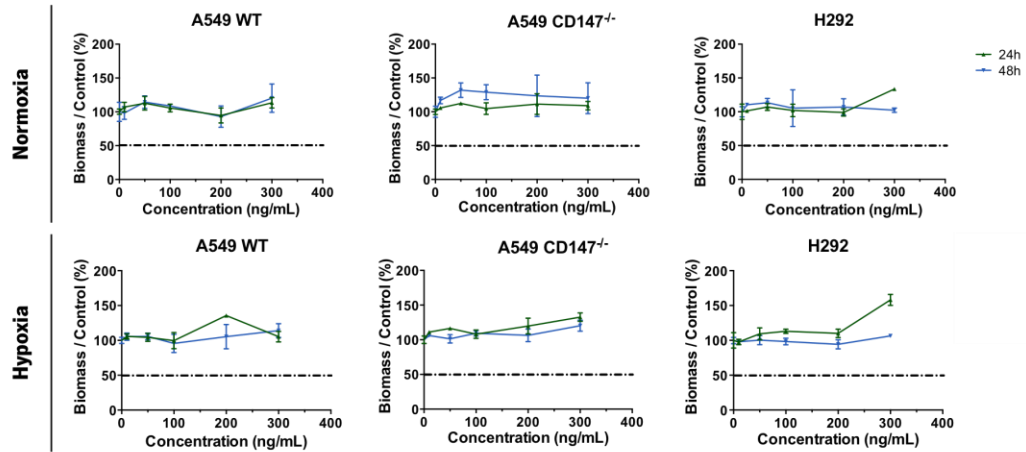 Normoxia
A549 WT
Biomass / Control (%)
200
150
100
50
0
0 100 200 300 400
Concentration (ng/mL)
A549 CD147-/-
Biomass / Control (%)
200
150
100
50
0
0 100 200 300 400
Concentration (ng/mL)
H292
Biomass / Control (%)
200
150
100
50
0
0 100 200 300 400
Concentration (ng/mL)
24h
48h
Hypoxia
A549 WT
Biomass / Control (%)
200
150
100
50
0
0 100 200 300 400
Concentration (ng/mL)
A549 CD147-/-
Biomass / Control (%)
200
150
100
50
0
0 100 200 300 400
Concentration (ng/mL)
H292
Biomass / Control (%)
200
150
100
50
0
0 100 200 300 400
Concentration (ng/mL)